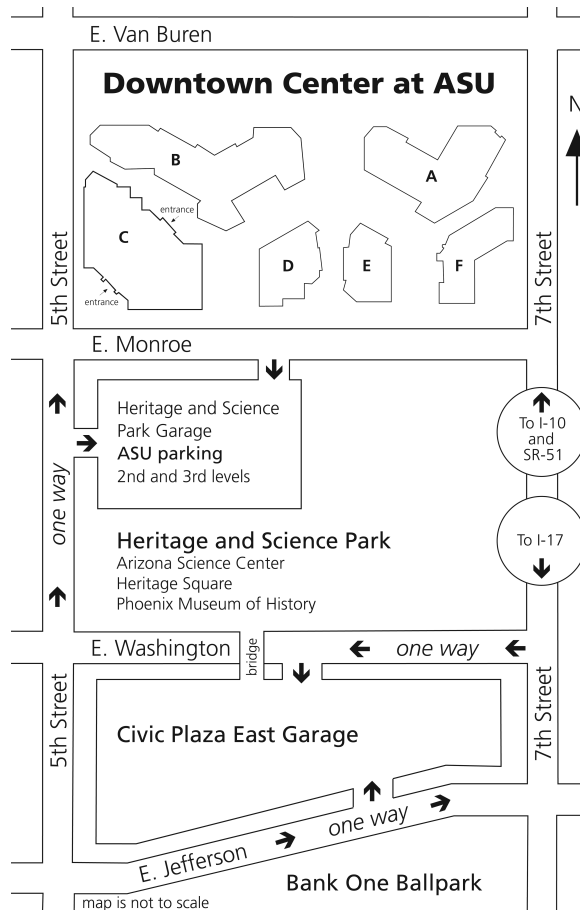 E. Van Buren
Downtown Center at ASU
N
B
A
entrance
C
D
E
F
entrance
5th Street
7th Street
E. Monroe
Heritage and Science
Park Garage
ASU parking
2nd and 3rd levels
To I-10
and
SR-51
one way
To I-17
Heritage and Science Park
Arizona Science Center
Heritage Square
Phoenix Museum of History
E. Washington
bridge
one way
5th Street
7th Street
Civic Plaza East Garage
one way
E. Jefferson
Bank One Ballpark
map is not to scale